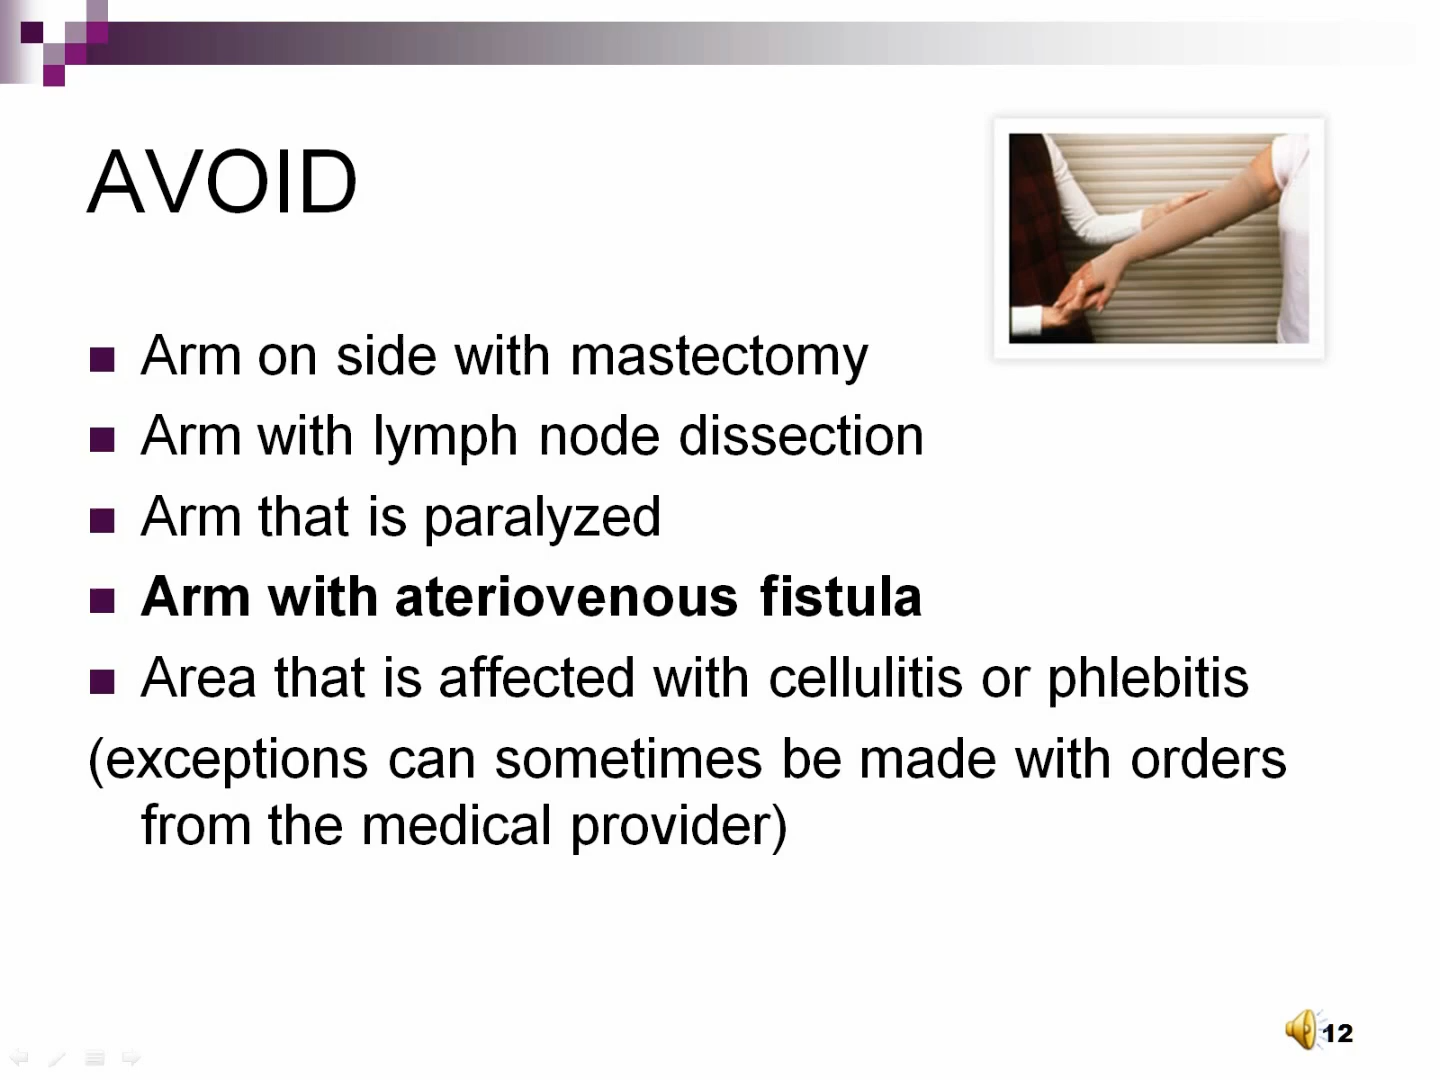 AVOID
Arm on side with mastectomy
Arm with lymph node dissection
Arm that is paralyzed
Arm with ateriovenous fistula
Area that is affected with cellulitis or phlebitis
(exceptions can sometimes be made with orders
from the medical provider)
12